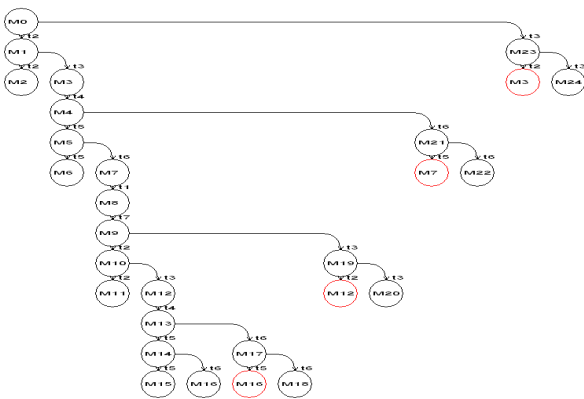 M0
t2 t3
M1 M23
t2 t3 t2 t3
M2 M3 M3 M24
t4
M4
t5 t6
M5 M21
t5 t6 t5 t6
M6 M7 M7 M22
t1
M8
t7
M9
t2 t3
M10 M19
t2 t3 t2 t3
M11 M12 M12 M20
t4
M13
t5 t6
M14 M17
t5 t6 t5 t6
M15 M16 M16 M18